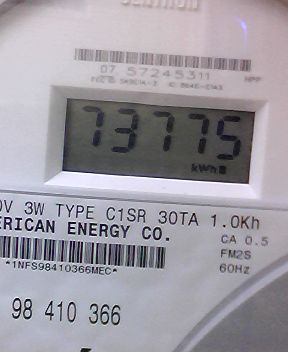 CENTRON
07 57245311
73775
kWh
0V 3W TYPE C1SR 30TA 1.0Kh
ERICAN ENERGY CO.
CA 0.5
*1NFS98410366MEC*
FM2S
60Hz
98 410 366